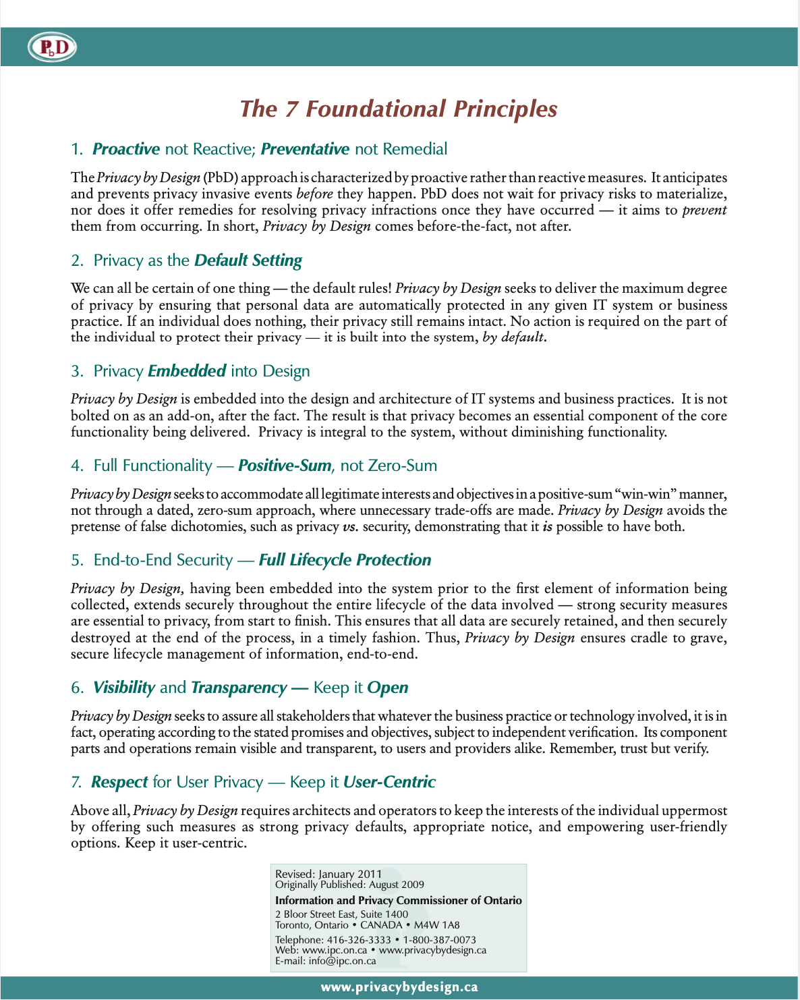 PbD
The 7 Foundational Principles
1. Proactive not Reactive; Preventative not Remedial
The Privacy by Design (PbD) approach is characterized by proactive rather than reactive measures. It anticipates
and prevents privacy invasive events before they happen. PbD does not wait for privacy risks to materialize,
nor does it offer remedies for resolving privacy infractions once they have occurred — it aims to prevent
them from occurring. In short, Privacy by Design comes before-the-fact, not after.
2. Privacy as the Default Setting
We can all be certain of one thing — the default rules! Privacy by Design seeks to deliver the maximum degree
of privacy by ensuring that personal data are automatically protected in any given IT system or business
practice. If an individual does nothing, their privacy still remains intact. No action is required on the part of
the individual to protect their privacy — it is built into the system, by default.
3. Privacy Embedded into Design
Privacy by Design is embedded into the design and architecture of IT systems and business practices. It is not
bolted on as an add-on, after the fact. The result is that privacy becomes an essential component of the core
functionality being delivered. Privacy is integral to the system, without diminishing functionality.
4. Full Functionality — Positive-Sum, not Zero-Sum
Privacy by Design seeks to accommodate all legitimate interests and objectives in a positive-sum “win-win” manner,
not through a dated, zero-sum approach, where unnecessary trade-offs are made. Privacy by Design avoids the
pretense of false dichotomies, such as privacy vs. security, demonstrating that it is possible to have both.
5. End-to-End Security — Full Lifecycle Protection
Privacy by Design, having been embedded into the system prior to the first element of information being
collected, extends securely throughout the entire lifecycle of the data involved — strong security measures
are essential to privacy, from start to finish. This ensures that all data are securely retained, and then securely
destroyed at the end of the process, in a timely fashion. Thus, Privacy by Design ensures cradle to grave,
secure lifecycle management of information, end-to-end.
6. Visibility and Transparency — Keep it Open
Privacy by Design seeks to assure all stakeholders that whatever the business practice or technology involved, it is in
fact, operating according to the stated promises and objectives, subject to independent verification. Its component
parts and operations remain visible and transparent, to users and providers alike. Remember, trust but verify.
7. Respect for User Privacy — Keep it User-Centric
Above all, Privacy by Design requires architects and operators to keep the interests of the individual uppermost
by offering such measures as strong privacy defaults, appropriate notice, and empowering user-friendly
options. Keep it user-centric.
Revised: January 2011
Originally Published: August 2009
Information and Privacy Commissioner of Ontario
2 Bloor Street East, Suite 1400
Toronto, Ontario • CANADA • M4W 1A8
Telephone: 416-326-3333 • 1-800-387-0073
Web: www.ipc.on.ca • www.privacybydesign.ca
E-mail: info@ipc.on.ca
www.privacybydesign.ca